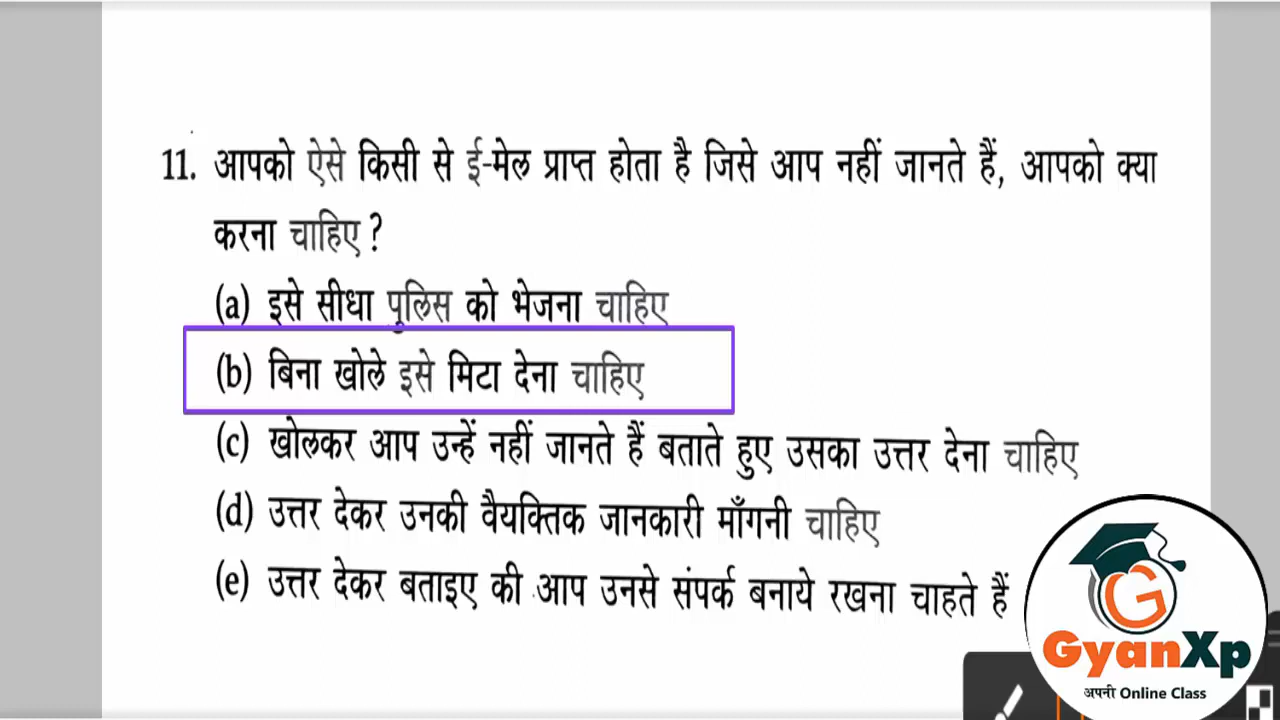 11. आपको ऐसे किसी से ई-मेल प्राप्त होता है जिसे आप नहीं जानते हैं, आपको क्या
करना चाहिए ?
(a) इसे सीधा पुलिस को भेजना चाहिए
(b) बिना खोले इसे मिटा देना चाहिए
(c) खोलकर आप उन्हें नहीं जानते हैं बताते हुए उसका उत्तर देना चाहिए
(d) उत्तर देकर उनकी वैयक्तिक जानकारी माँगनी चाहिए
(e) उत्तर देकर बताइए की आप उनसे संपर्क बनाये रखना चाहते हैं
G
GyanXp
अपनी Online Class